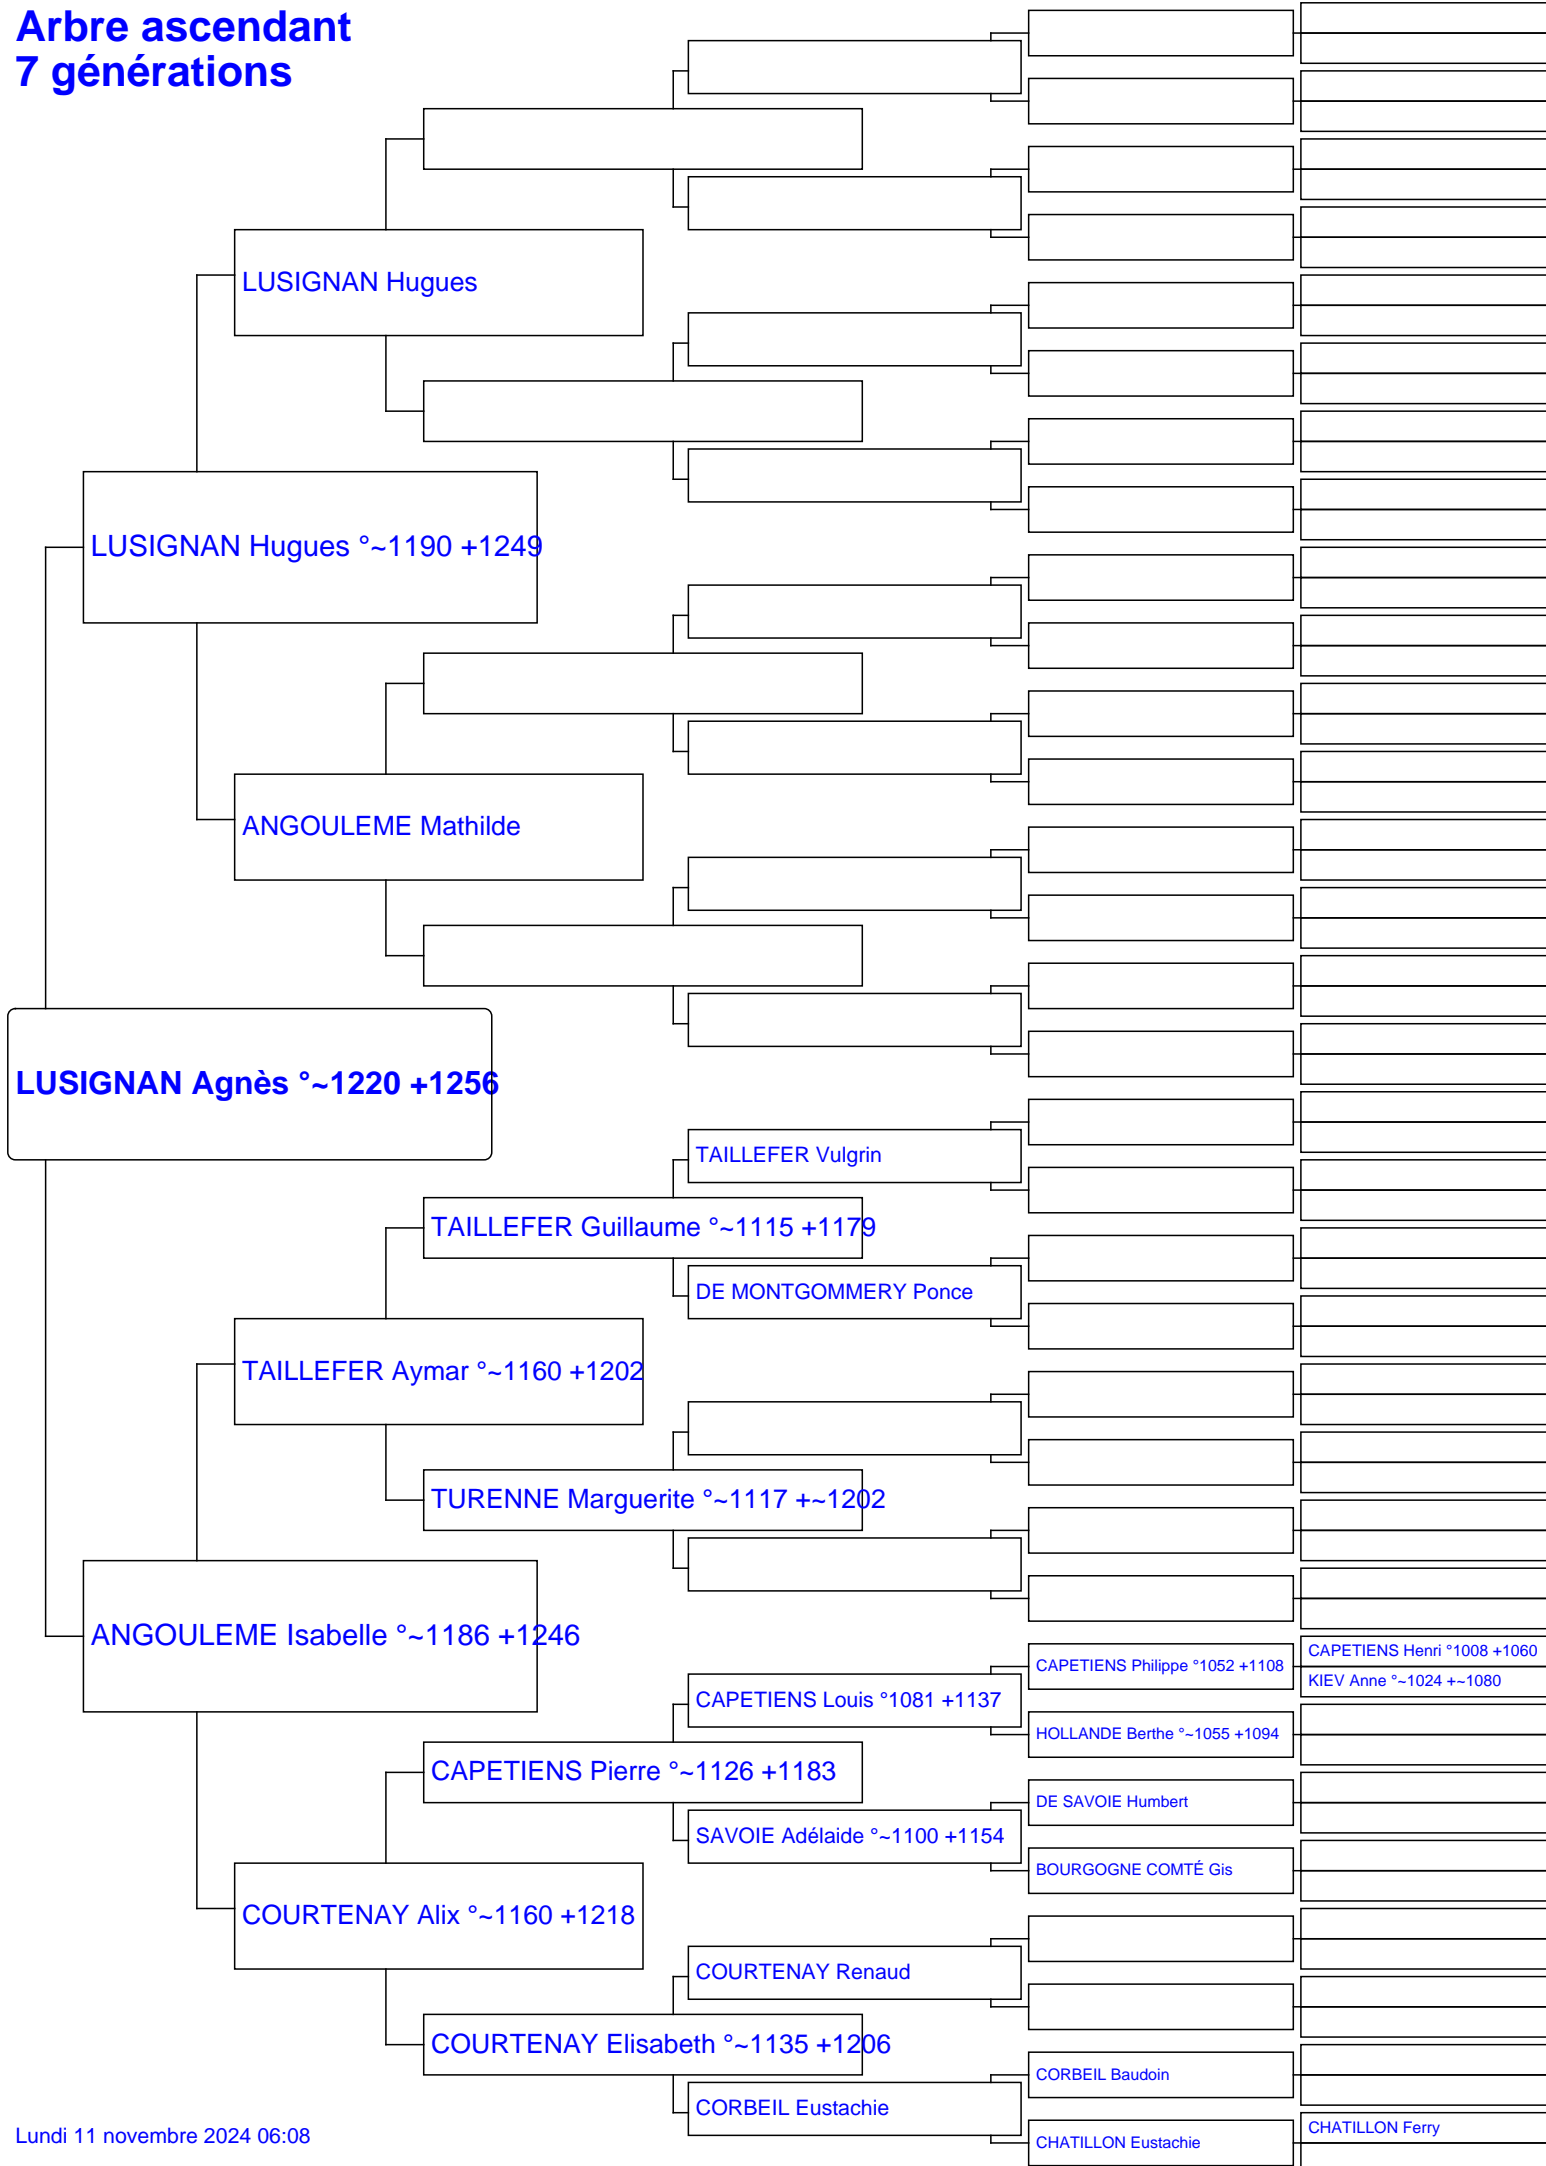 Arbre ascendant
7 générations
LUSIGNAN Hugues
LUSIGNAN Hugues °~1190 +1249
ANGOULEME Mathilde
LUSIGNAN Agnès °~1220 +1256
TAILLEFER Vulgrin
TAILLEFER Guillaume °~1115 +1179
DE MONTGOMMERY Ponce
TAILLEFER Aymar °~1160 +1202
TURENNE Marguerite °~1117 +~1202
ANGOULEME Isabelle °~1186 +1246
CAPETIENS Henri °1008 +1060
CAPETIENS Philippe °1052 +1108
KIEV Anne °~1024 +~1080
CAPETIENS Louis °1081 +1137
HOLLANDE Berthe °~1055 +1094
CAPETIENS Pierre °~1126 +1183
DE SAVOIE Humbert
SAVOIE Adélaide °~1100 +1154
BOURGOGNE COMTÉ Gis
COURTENAY Alix °~1160 +1218
COURTENAY Renaud
COURTENAY Elisabeth °~1135 +1206
CORBEIL Baudoin
CORBEIL Eustachie
CHATILLON Ferry
CHATILLON Eustachie
Lundi 11 novembre 2024 06:08